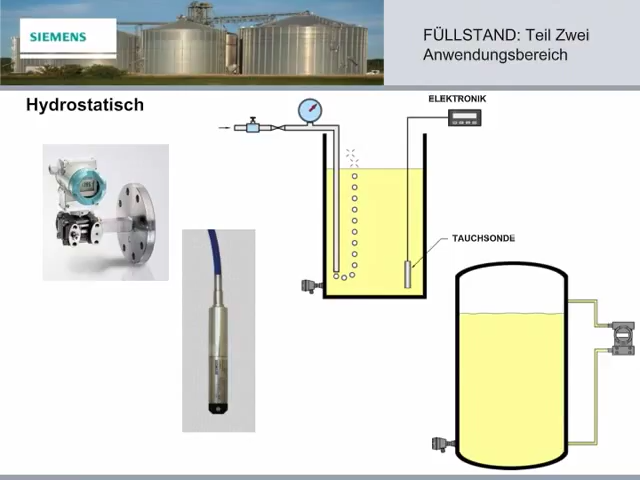 SIEMENS
FÜLLSTAND: Teil Zwei
Anwendungsbereich
Hydrostatisch
ELEKTRONIK
TAUCHSONDE